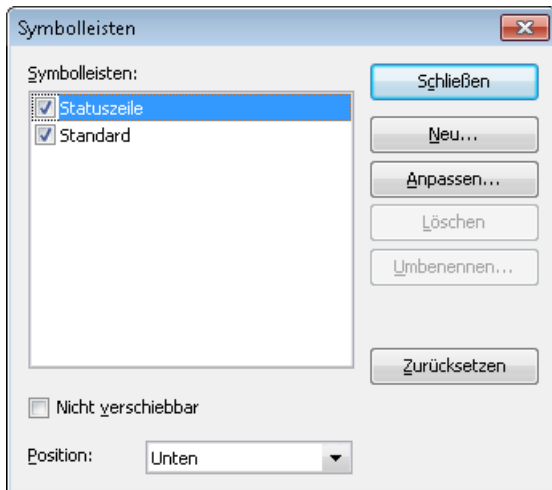 Symbolleisten
Symbolleisten:
Statuszeile
Standard
Schließen
Neu...
Anpassen...
Löschen
Umbenennen...
Zurücksetzen
Nicht verschiebbar
Position:
Unten